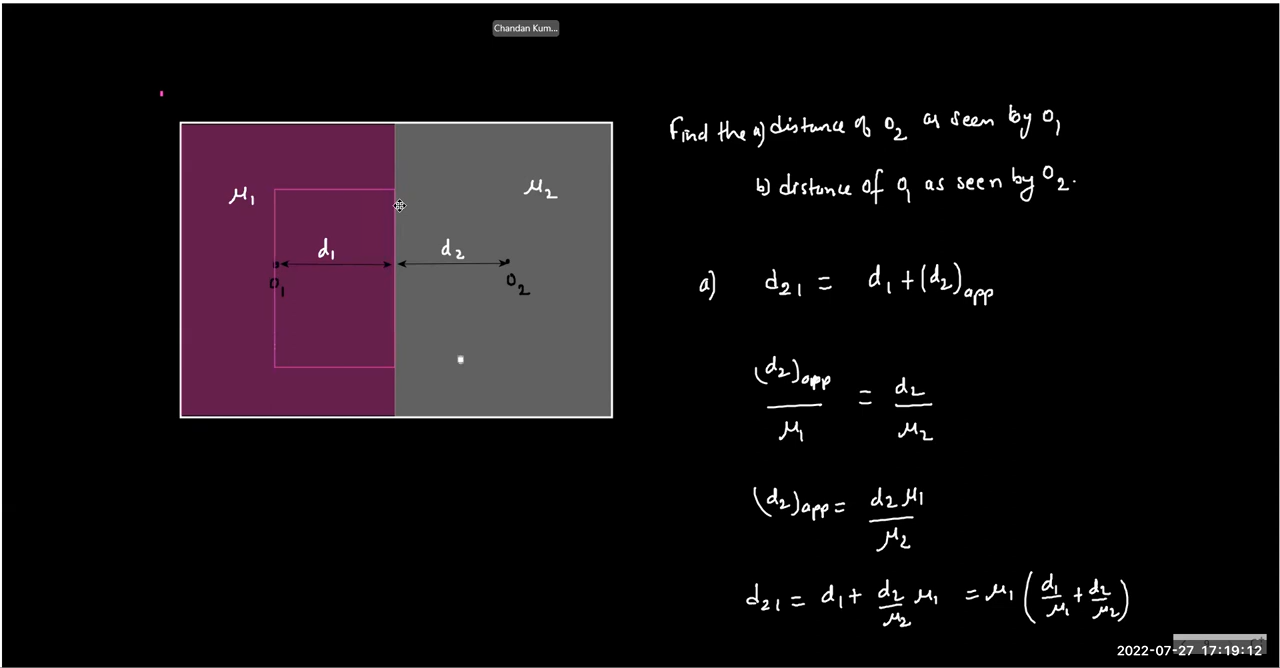 Chandan Kum...
Find the a) distance of O₂ as seen by O₁
b) distance of O₁ as seen by O₂.
μ₁
μ₂
d₁
d₂
O₁
O₂
a) d₂₁ = d₁ + (d₂)app
(d₂)app / μ₁ = d₂ / μ₂
(d₂)app = d₂ μ₁ / μ₂
d₂₁ = d₁ + d₂/μ₂ μ₁ = μ₁ (d₁/μ₁ + d₂/μ₂)
2022-07-27 17:19:12